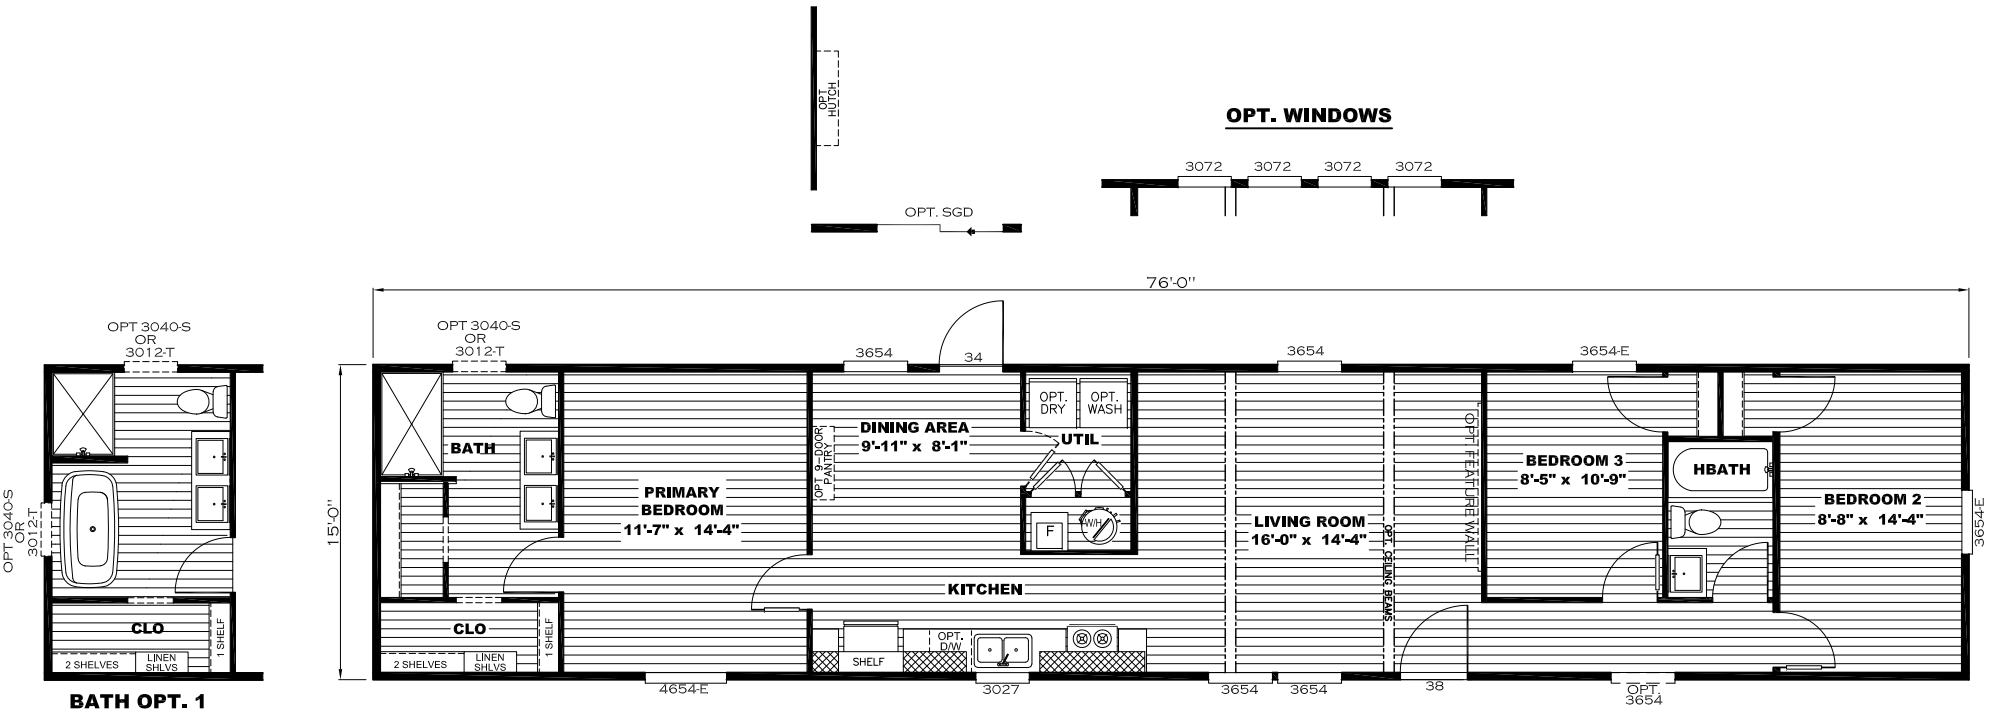 OPT
HUTCH
OPT. WINDOWS
3072
3072
3072
3072
OPT. SGD
76'-0"
OPT 3040-S
OR
3012-T
OPT 3040-S
OR
3012-T
CLO
2 SHELVES
LINEN
SHLVS
1 SHELF
BATH OPT. 1
15'-0"
OPT 3040-S
OR
3012-T
3654
34
3654
3654-E
BATH
CLO
2 SHELVES
LINEN
SHLVS
1 SHELF
PRIMARY
BEDROOM
11'-7" x 14'-4"
DINING AREA
9'-11" x 8'-1"
OPT 9-DOOR
PANTRY
OPT.
DRY
OPT.
WASH
UTIL
F
W/H
KITCHEN
SHELF
OPT.
D/W
LIVING ROOM
16'-0" x 14'-4"
OPT. CEILING BEAMS
OPT. FEATURE WALL
BEDROOM 3
8'-5" x 10'-9"
HBATH
BEDROOM 2
8'-8" x 14'-4"
3654-E
4654-E
3027
3654
3654
38
OPT.
3654